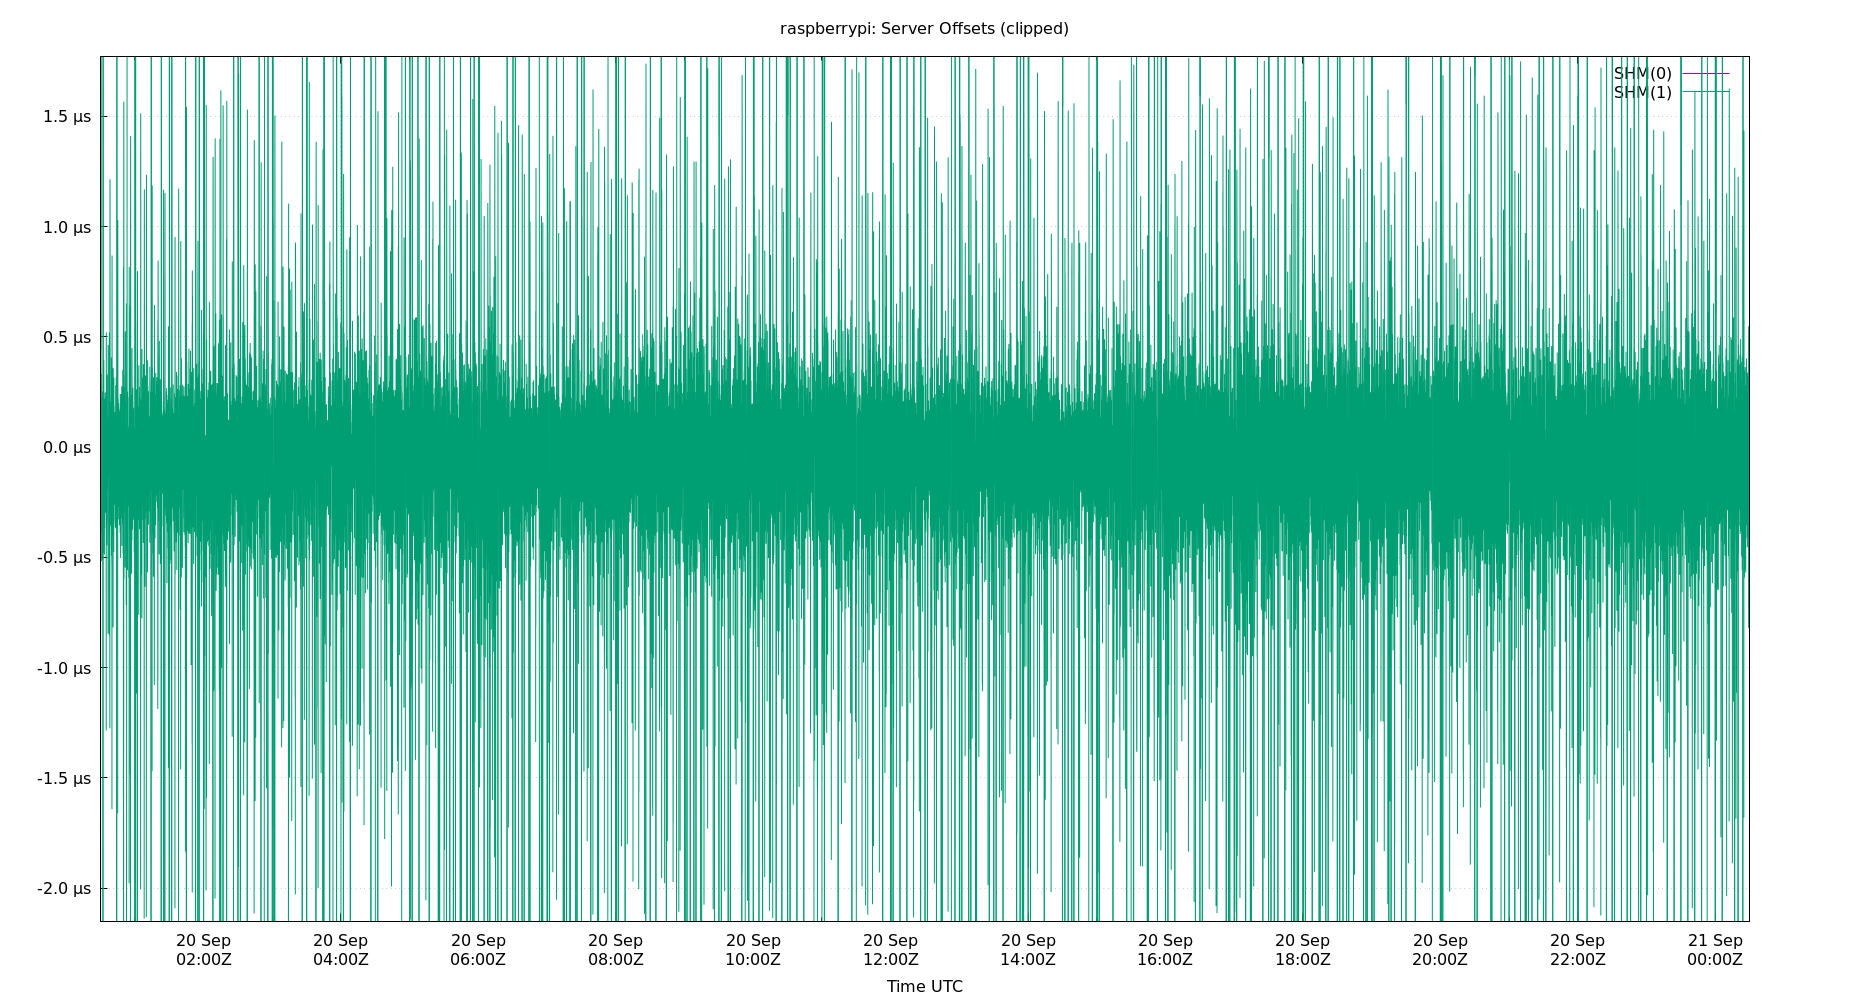 raspberrypi: Server Offsets (clipped)
SHM(0)
SHM(1)
1.5 µs
1.0 µs
0.5 µs
0.0 µs
-0.5 µs
-1.0 µs
-1.5 µs
-2.0 µs
20 Sep 20 Sep 20 Sep 20 Sep 20 Sep 20 Sep 20 Sep 20 Sep 20 Sep 20 Sep 20 Sep 21 Sep
02:00Z 04:00Z 06:00Z 08:00Z 10:00Z 12:00Z 14:00Z 16:00Z 18:00Z 20:00Z 22:00Z 00:00Z
Time UTC